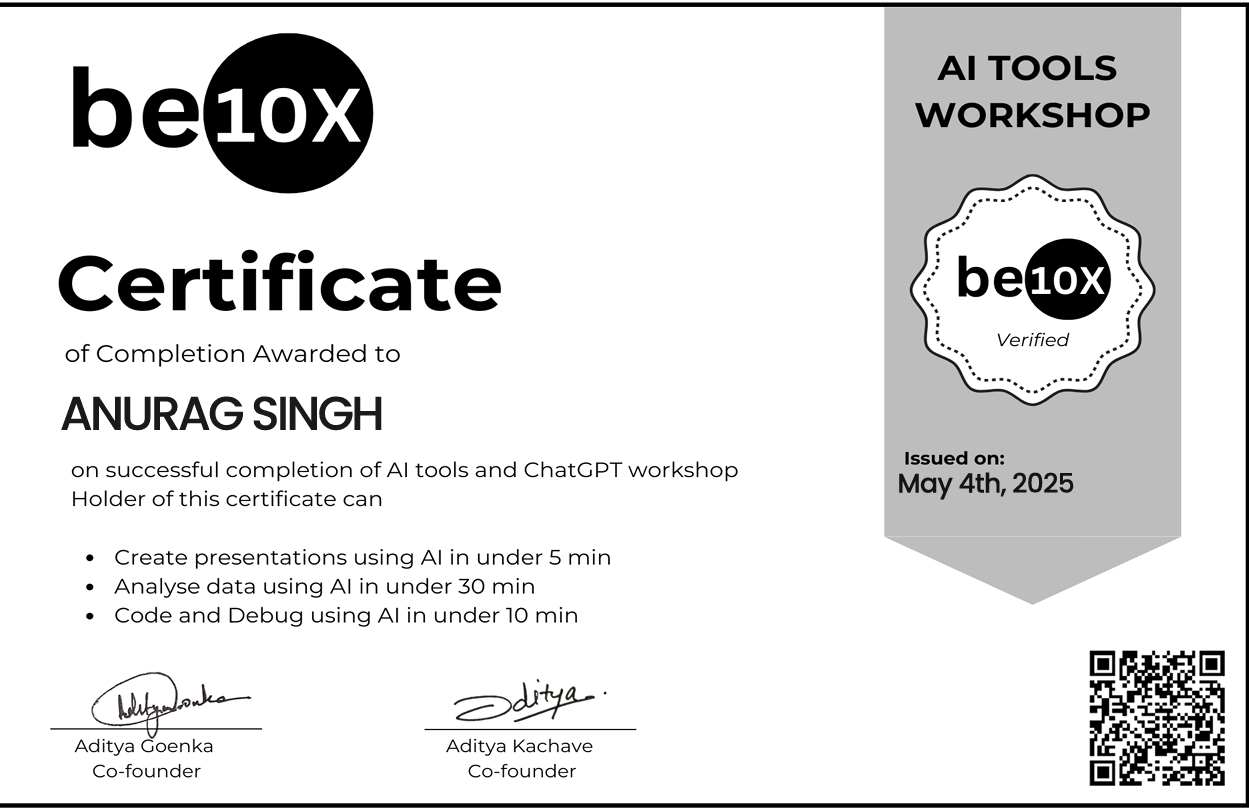 be10X
Certificate
of Completion Awarded to
ANURAG SINGH
on successful completion of AI tools and ChatGPT workshop
Holder of this certificate can
• Create presentations using AI in under 5 min
• Analyse data using AI in under 30 min
• Code and Debug using AI in under 10 min
Aditya Goenka
Aditya Goenka
Co-founder
Aditya
Aditya Kachave
Co-founder
AI TOOLS
WORKSHOP
be10X
Verified
Issued on:
May 4th, 2025